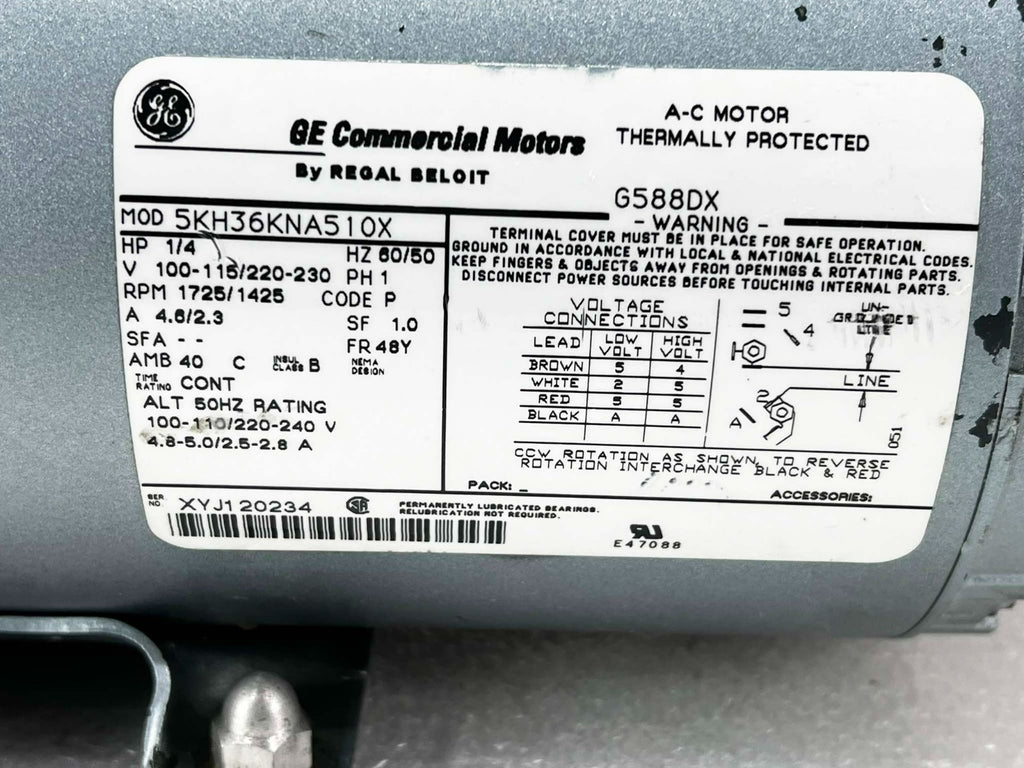 GE
GE Commercial Motors
By REGAL BELOIT
A-C MOTOR
THERMALLY PROTECTED
G588DX
MOD 5KH36KNA510X
HP 1/4 HZ 60/50
V 100-115/220-230 PH 1
RPM 1725/1425 CODE P
A 4.6/2.3 SF 1.0
SFA -- FR 48Y
AMB 40 C INSUL CLASS B NEMA DESIGN
TIME RATING CONT
ALT 50HZ RATING
100-110/220-240 V
4.8-5.0/2.5-2.8 A
- WARNING -
TERMINAL COVER MUST BE IN PLACE FOR SAFE OPERATION.
GROUND IN ACCORDANCE WITH LOCAL & NATIONAL ELECTRICAL CODES.
KEEP FINGERS & OBJECTS AWAY FROM OPENINGS & ROTATING PARTS.
DISCONNECT POWER SOURCES BEFORE TOUCHING INTERNAL PARTS.
VOLTAGE
CONNECTIONS
LEAD LOW VOLT HIGH VOLT
BROWN 5 4
WHITE 2 5
RED 5 5
BLACK A A
5
4
UN-
GROUNDED
LINE
LINE
2
A
051
CCW ROTATION AS SHOWN, TO REVERSE
ROTATION INTERCHANGE BLACK & RED
PACK: _
ACCESSORIES:
SER NO. XYJ120234
PERMANENTLY LUBRICATED BEARINGS.
RELUBRICATION NOT REQUIRED.
E47088